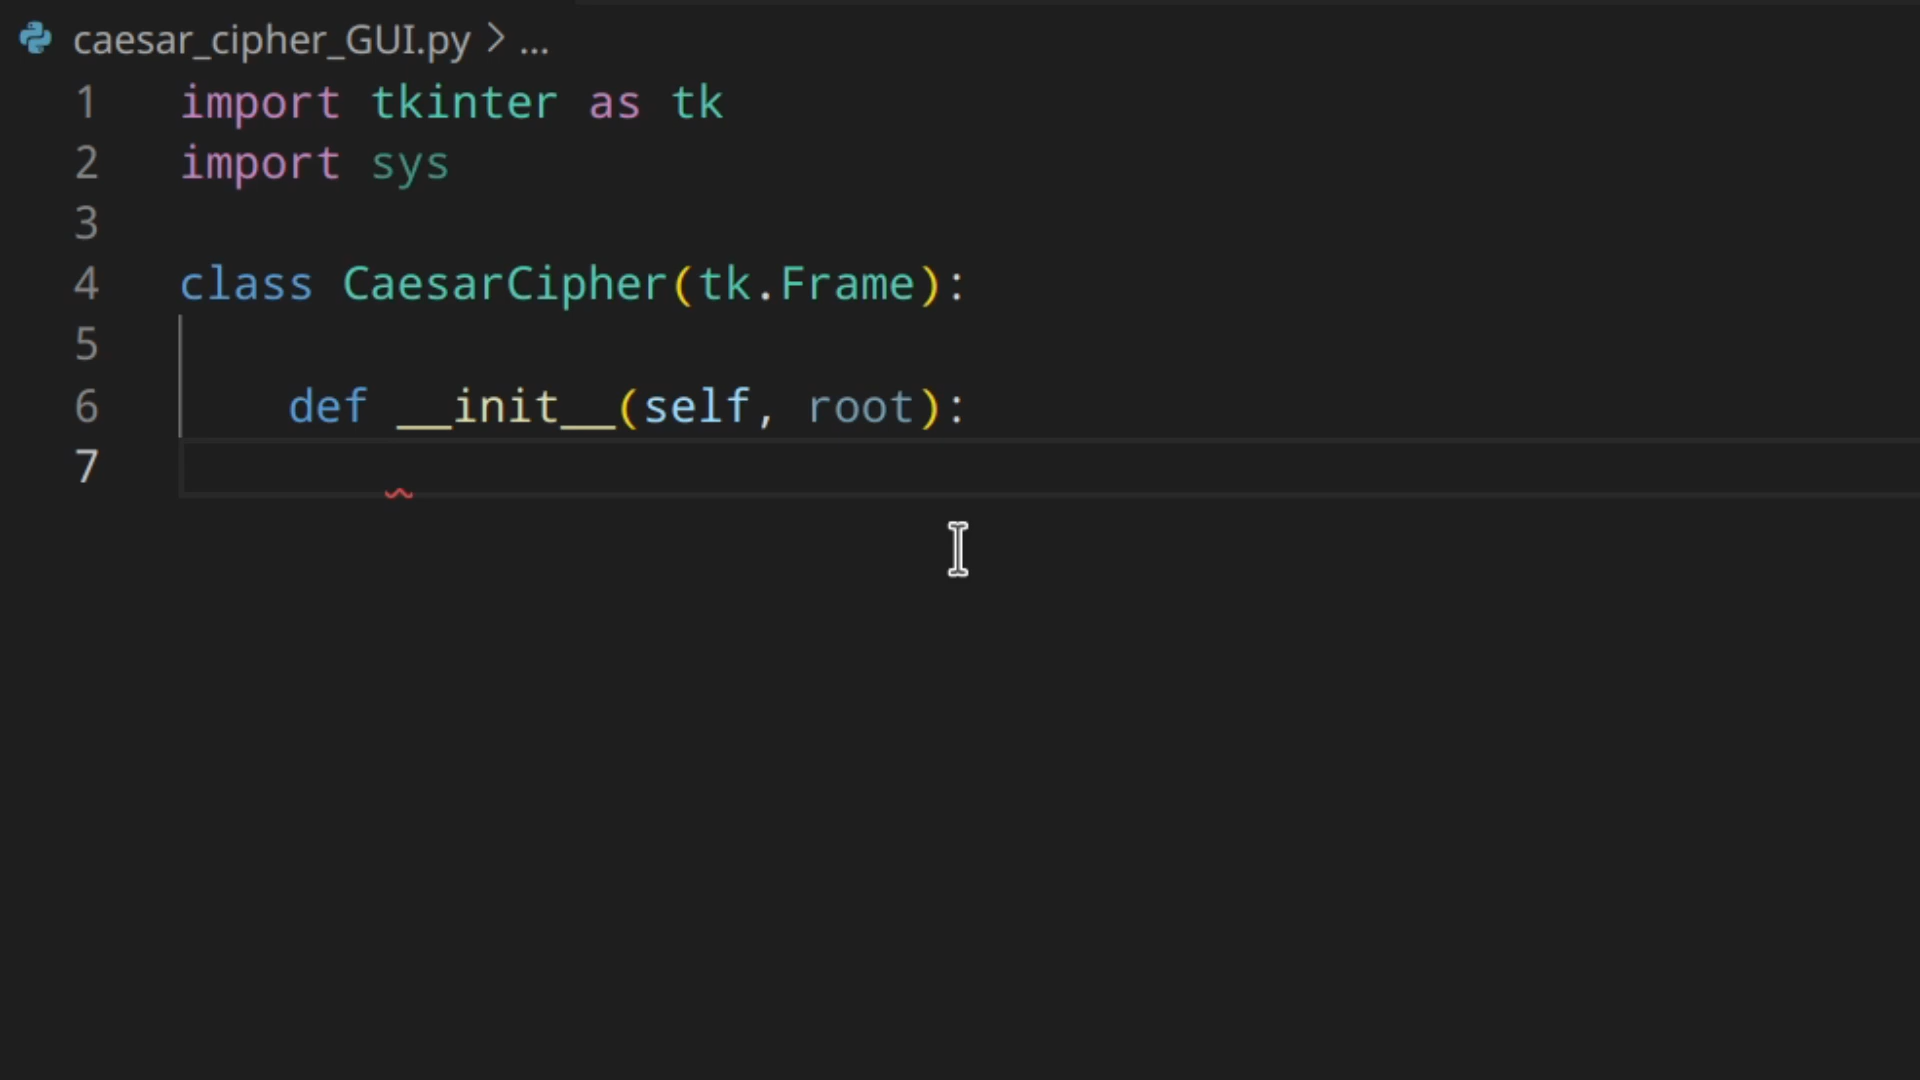 caesar_cipher_GUI.py > ...
1 import tkinter as tk
2 import sys
3
4 class CaesarCipher(tk.Frame):
5
6     def __init__(self, root):
7